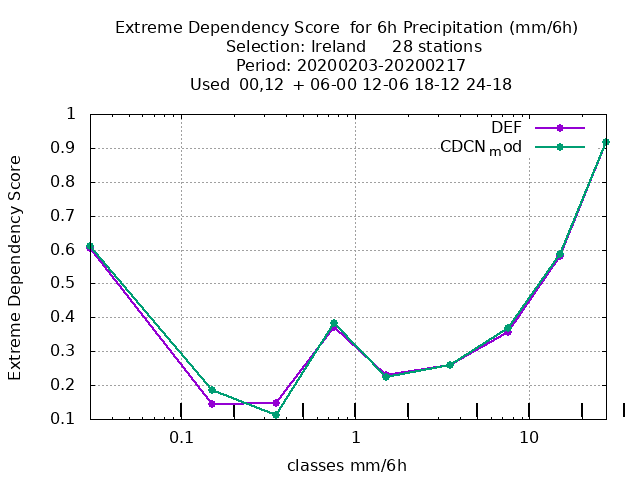 Extreme Dependency Score  for 6h Precipitation (mm/6h)
Selection: Ireland     28 stations
Period: 20200203-20200217
Used  00,12  + 06-00 12-06 18-12 24-18
DEF
CDCNmod
1
0.9
0.8
0.7
0.6
0.5
0.4
0.3
0.2
0.1
Extreme Dependency Score
0.1
1
10
classes mm/6h